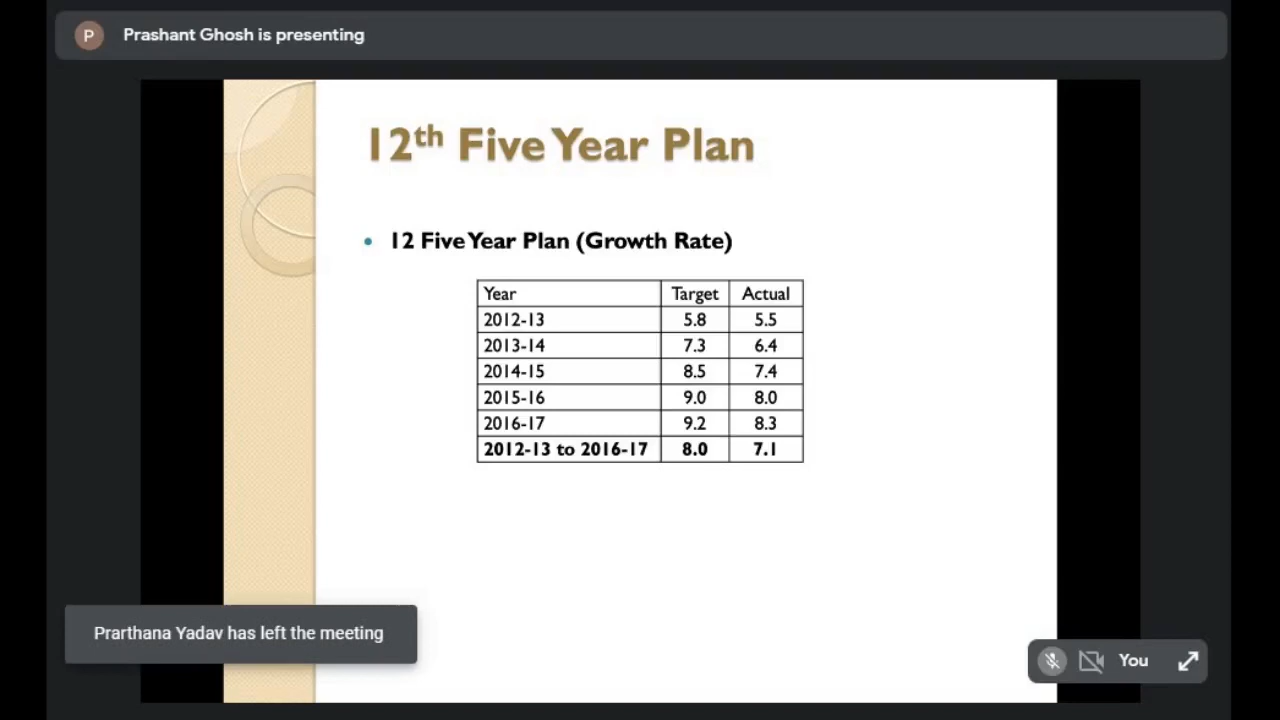 P Prashant Ghosh is presenting
12th Five Year Plan
• 12 Five Year Plan (Growth Rate)
Year Target Actual
2012-13 5.8 5.5
2013-14 7.3 6.4
2014-15 8.5 7.4
2015-16 9.0 8.0
2016-17 9.2 8.3
2012-13 to 2016-17 8.0 7.1
Prarthana Yadav has left the meeting
You